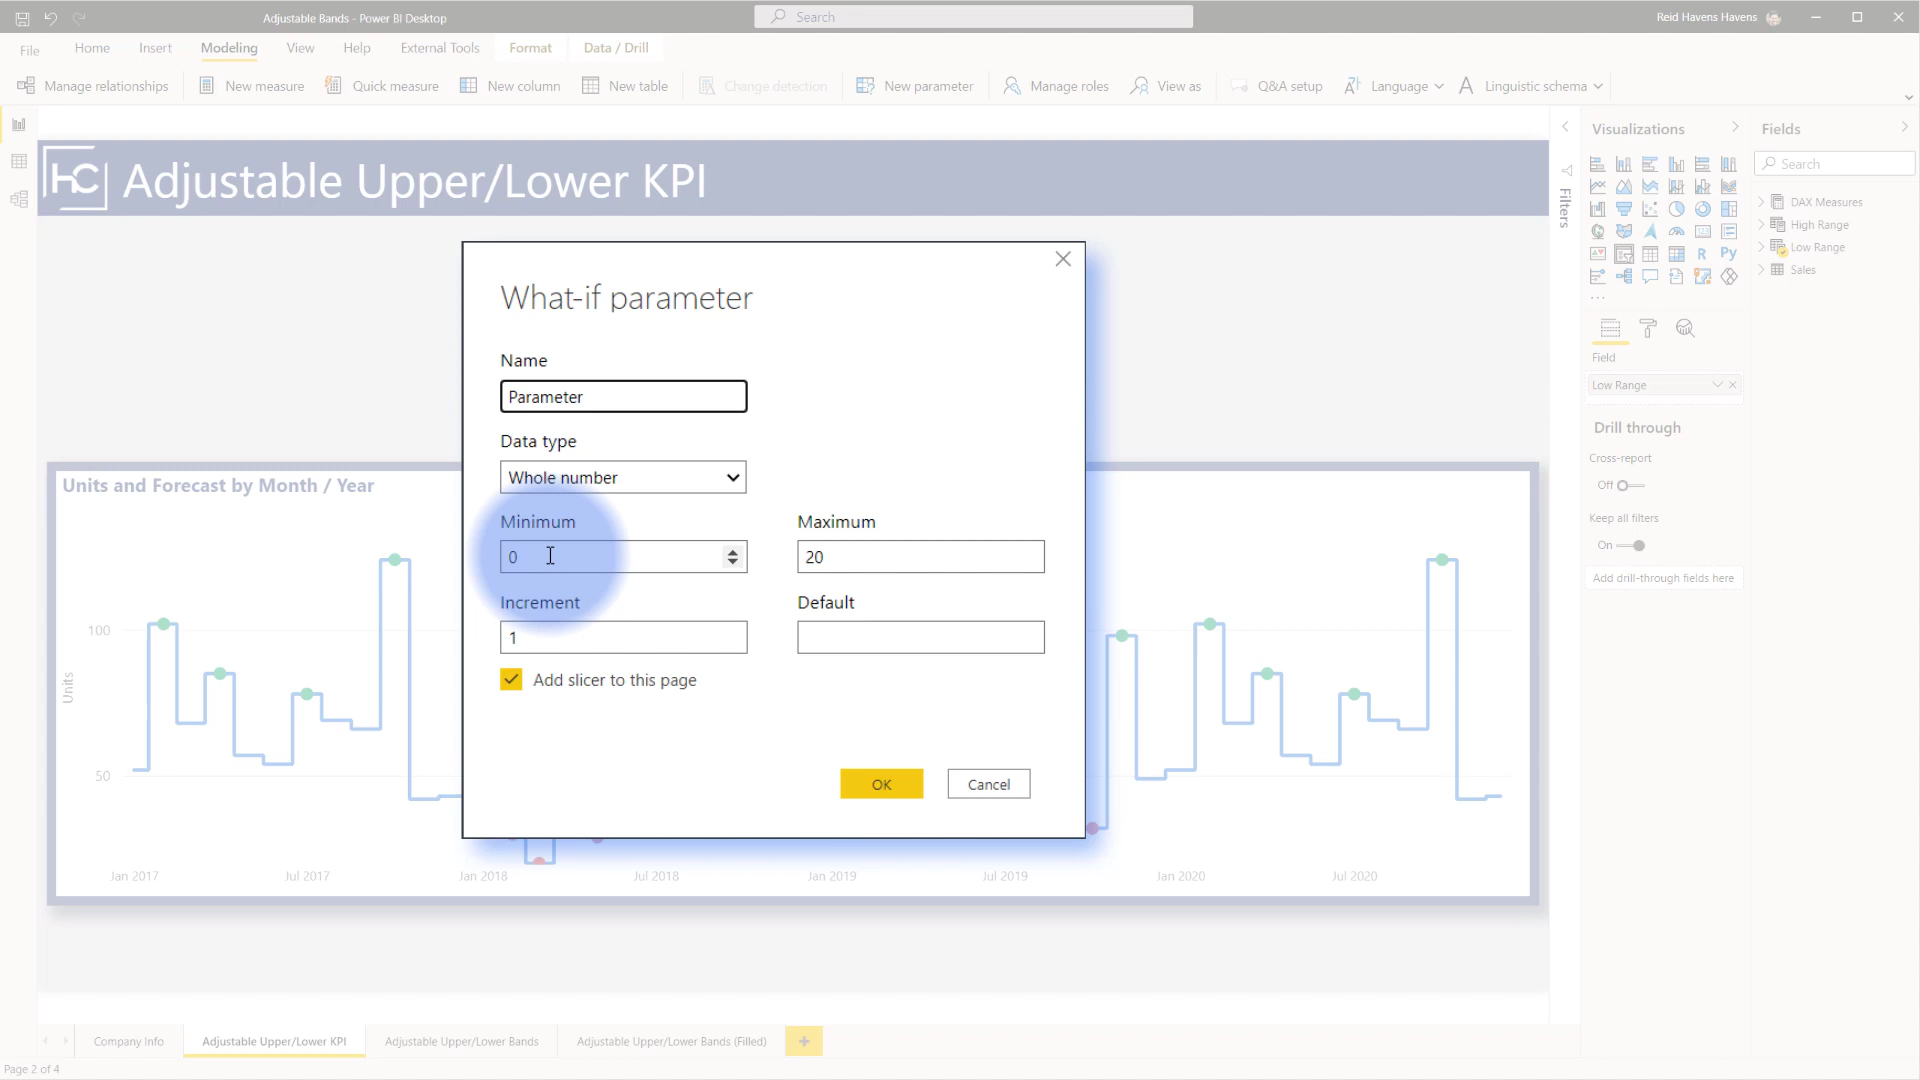 Adjustable Bands - Power BI Desktop
Search
Reid Havens Havens
File
Home
Insert
Modeling
View
Help
External Tools
Format
Data / Drill
Manage relationships
New measure
Quick measure
New column
New table
Change detection
New parameter
Manage roles
View as
Q&A setup
Language
Linguistic schema
HC
Adjustable Upper/Lower KPI
What-if parameter
Name
Parameter
Data type
Whole number
Minimum
Maximum
0
20
Increment
Default
1
Add slicer to this page
OK
Cancel
Units and Forecast by Month / Year
Units
100
50
Jan 2017
Jul 2017
Jan 2018
Jul 2018
Jan 2019
Jul 2019
Jan 2020
Jul 2020
Filters
Visualizations
R
Py
...
Field
Low Range
Drill through
Cross-report
Off
Keep all filters
On
Add drill-through fields here
Fields
Search
DAX Measures
High Range
Low Range
Sales
Company Info
Adjustable Upper/Lower KPI
Adjustable Upper/Lower Bands
Adjustable Upper/Lower Bands (Filled)
Page 2 of 4